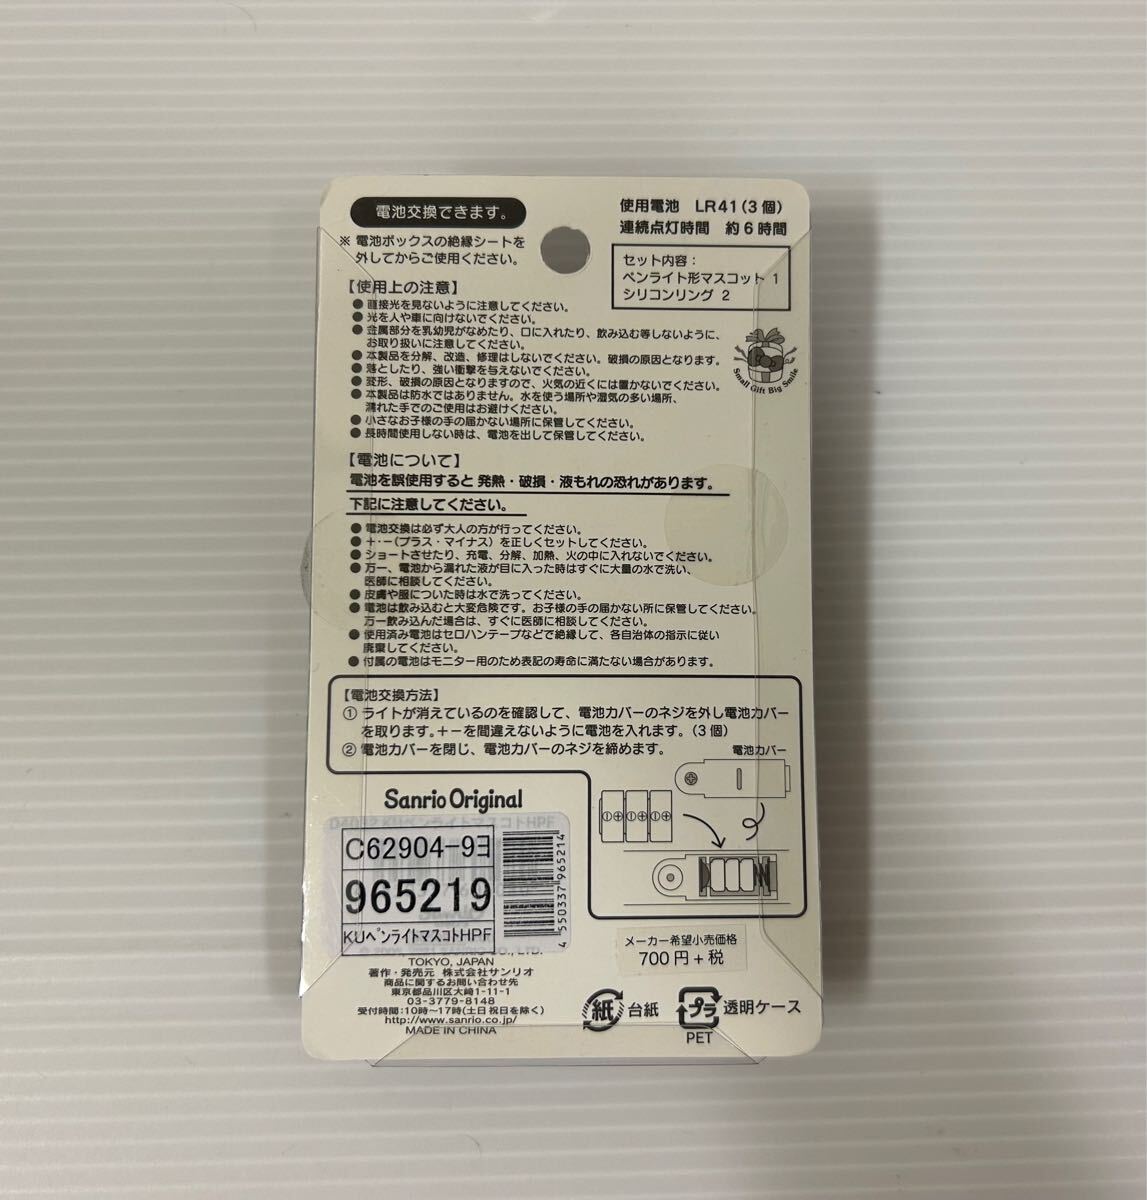 電池交換できます。
※ 電池ボックスの絶縁シートを
外してからご使用ください。
使用電池 LR41(3個)
連続点灯時間 約6時間
セット内容:
ペンライト形マスコット 1
シリコンリング 2
【使用上の注意】
● 直接光を見ないように注意してください。
● 光を人や車に向けないでください。
● 金属部分を乳幼児がなめたり、口に入れたり、飲み込む等しないように、
お取り扱いに注意してください。
● 本製品を分解、改造、修理はしないでください。破損の原因となります。
● 落としたり、強い衝撃を与えないでください。
● 変形、破損の原因となりますので、火気の近くには置かないでください。
● 本製品は防水ではありません。水を使う場所や湿気の多い場所、
濡れた手でのご使用はお避けください。
● 小さなお子様の手の届かない場所に保管してください。
● 長時間使用しない時は、電池を出して保管してください。
Small Gift Big Smile
【電池について】
電池を誤使用すると 発熱・破損・液もれの恐れがあります。
下記に注意してください。
● 電池交換は必ず大人の方が行ってください。
● +・-(プラス・マイナス)を正しくセットしてください。
● ショートさせたり、充電、分解、加熱、火の中に入れないでください。
● 万一、電池から漏れた液が目に入った時はすぐに大量の水で洗い、
医師に相談してください。
● 皮膚や服についた時は水で洗ってください。
● 電池は飲み込むと大変危険です。お子様の手の届かない所に保管してください。
万一飲み込んだ場合は、すぐに医師に相談してください。
● 使用済み電池はセロハンテープなどで絶縁して、各自治体の指示に従い
廃棄してください。
● 付属の電池はモニター用のため表記の寿命に満たない場合があります。
【電池交換方法】
① ライトが消えているのを確認して、電池カバーのネジを外し電池カバー
を取ります。+-を間違えないように電池を入れます。(3個)
② 電池カバーを閉じ、電池カバーのネジを締めます。
電池カバー
Sanrio Original
C62904-9ヨ
965219
KUペンライトマスコトHPF
4 550337 965214
TOKYO, JAPAN
著作・発売元 株式会社サンリオ
商品に関するお問い合わせ先
東京都品川区大崎1-11-1
03-3779-8148
受付時間:10時~17時(土日祝日を除く)
http://www.sanrio.co.jp/
MADE IN CHINA
メーカー希望小売価格
700円+税
紙 台紙
プラ 透明ケース
PET